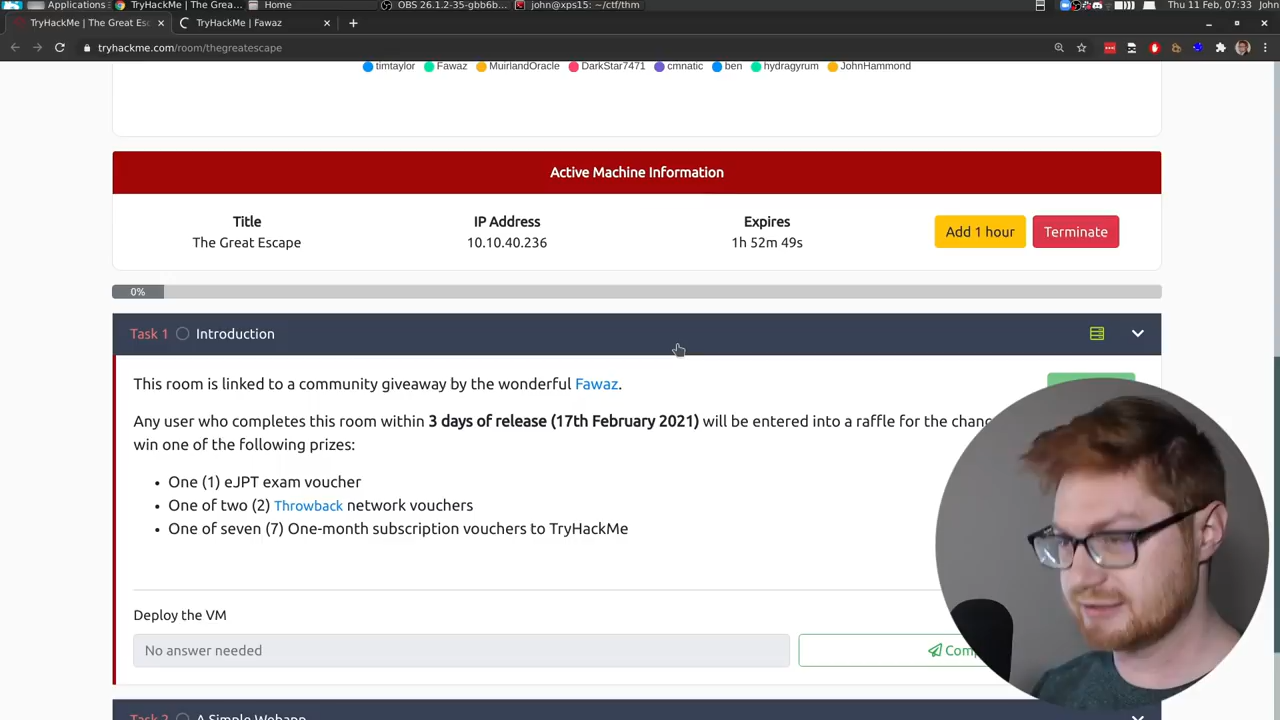 Applications
TryHackMe | The Grea...
Home
OBS 26.1.2-35-gbb6b...
john@xps15: ~/ctf/thm
Thu 11 Feb, 07:33 John
TryHackMe | The Great Esc
TryHackMe | Fawaz
tryhackme.com/room/thegreatescape
timtaylor Fawaz MuirlandOracle DarkStar7471 cmnatic ben hydragyrum JohnHammond
Active Machine Information
Title IP Address Expires
The Great Escape 10.10.40.236 1h 52m 49s
Add 1 hour Terminate
0%
Task 1 Introduction
This room is linked to a community giveaway by the wonderful Fawaz.
Any user who completes this room within 3 days of release (17th February 2021) will be entered into a raffle for the chanc
win one of the following prizes:
• One (1) eJPT exam voucher
• One of two (2) Throwback network vouchers
• One of seven (7) One-month subscription vouchers to TryHackMe
Deploy the VM
No answer needed Comp
Task 2 A Simple Webapp